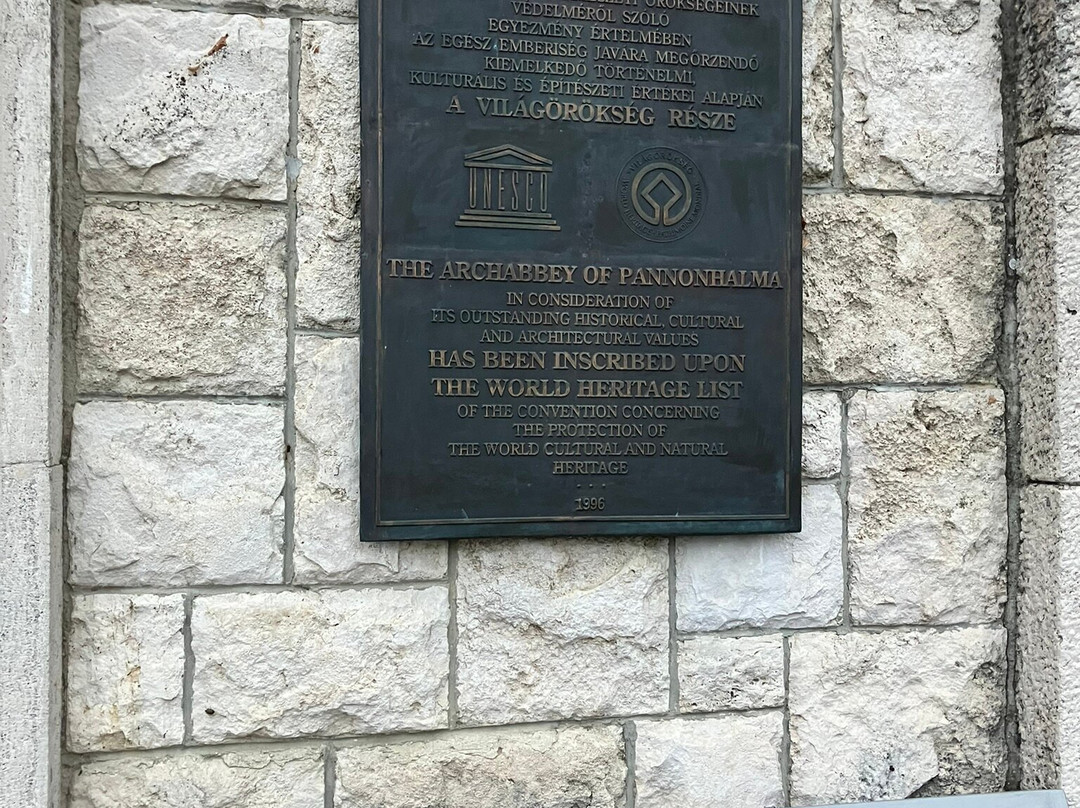 ÖRÖKSÉGEINEK
VÉDELMÉRŐL SZÓLÓ
EGYEZMÉNY ÉRTELMÉBEN
AZ EGÉSZ EMBERISÉG JAVÁRA MEGŐRZENDŐ
KIEMELKEDŐ TÖRTÉNELMI,
KULTURÁLIS ÉS ÉPÍTÉSZETI ÉRTÉKEI ALAPJÁN
A VILÁGÖRÖKSÉG RÉSZE
UNESCO
VILÁGÖRÖKSÉG
THE ARCHABBEY OF PANNONHALMA
IN CONSIDERATION OF
ITS OUTSTANDING HISTORICAL, CULTURAL
AND ARCHITECTURAL VALUES
HAS BEEN INSCRIBED UPON
THE WORLD HERITAGE LIST
OF THE CONVENTION CONCERNING
THE PROTECTION OF
THE WORLD CULTURAL AND NATURAL
HERITAGE
- - -
1996